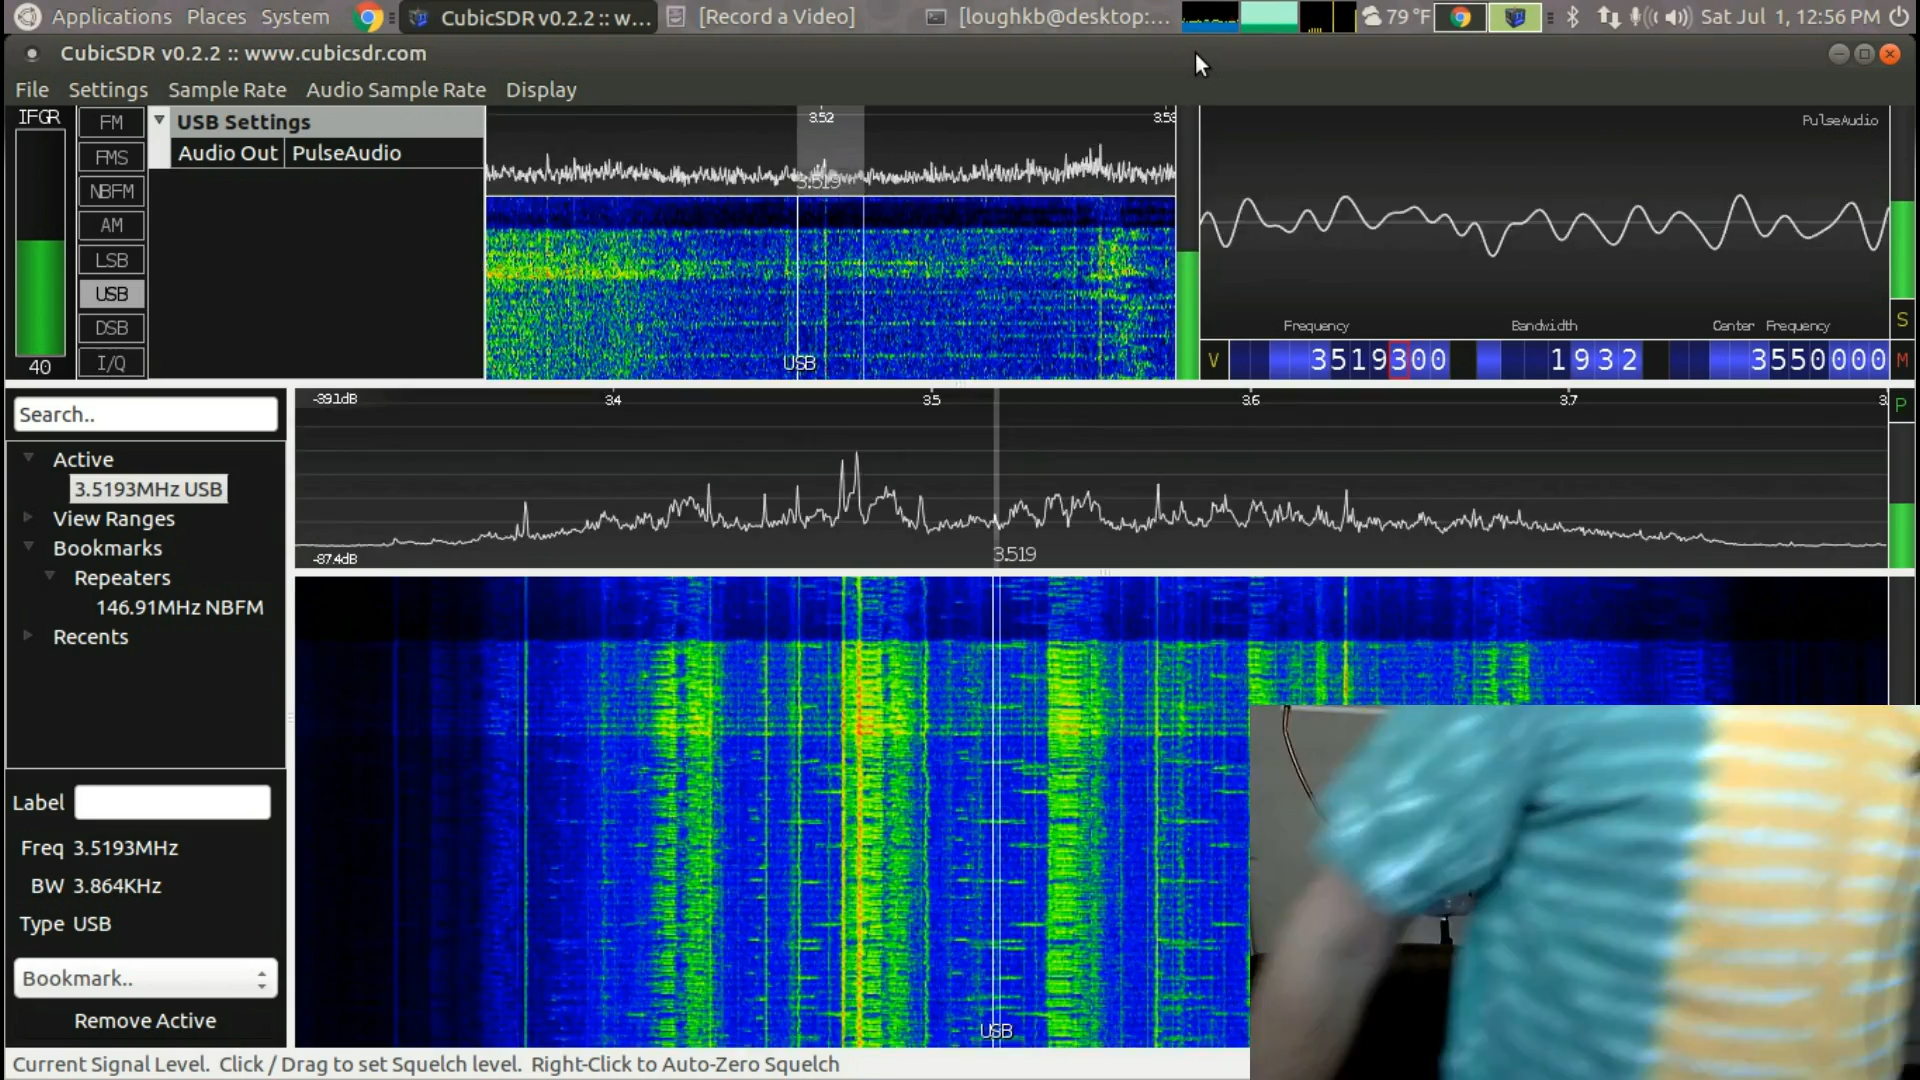 Applications Places System CubicSDR v0.2.2 :: w... [Record a Video] [loughkb@desktop:... 79 °F Sat Jul 1, 12:56 PM
CubicSDR v0.2.2 :: www.cubicsdr.com
File Settings Sample Rate Audio Sample Rate Display
IFGR
40
FM
FMS
NBFM
AM
LSB
USB
DSB
I/Q
USB Settings
Audio Out PulseAudio
3.52 3.53
3.519
USB
PulseAudio
Frequency Bandwidth Center Frequency
V 3519300 1932 3550000
S
M
P
Search..
Active
3.5193MHz USB
View Ranges
Bookmarks
Repeaters
146.91MHz NBFM
Recents
-39.1dB 3.4 3.5 3.6 3.7 3.
-87.4dB 3.519
USB
Label
Freq 3.5193MHz
BW 3.864KHz
Type USB
Bookmark..
Remove Active
Current Signal Level. Click / Drag to set Squelch level. Right-Click to Auto-Zero Squelch